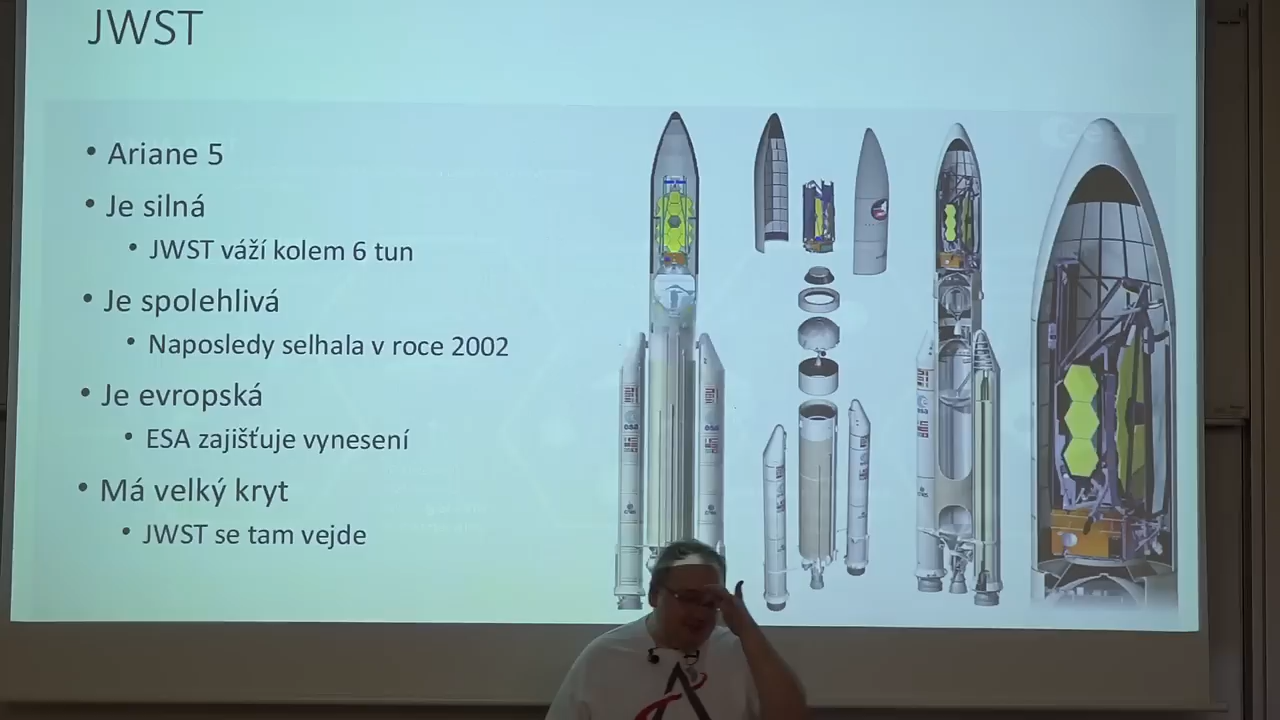 JWST
• Ariane 5
• Je silná
• JWST váží kolem 6 tun
• Je spolehlivá
• Naposledy selhala v roce 2002
• Je evropská
• ESA zajišťuje vynesení
• Má velký kryt
• JWST se tam vejde